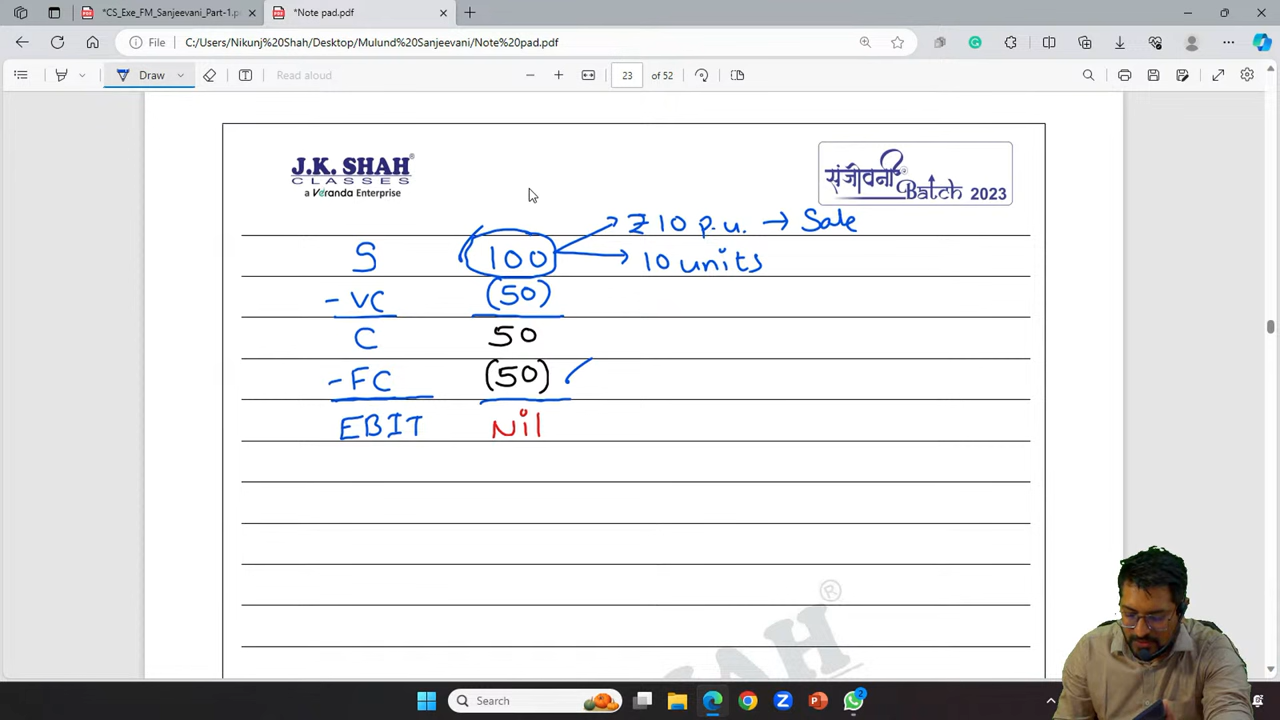 *CS_Exe_FM_Sanjeevani_Part-1.p
*Note pad.pdf
File
C:/Users/Nikunj%20Shah/Desktop/Mulund%20Sanjeevani/Note%20pad.pdf
Draw
Read aloud
23 of 52
J.K. SHAH®
CLASSES
a Veranda Enterprise
संजीवनी Batch 2023
₹10 p.u. → Sale
S 100
10 units
- VC (50)
C 50
- FC (50)
EBIT Nil
®
SHAH
Search
2